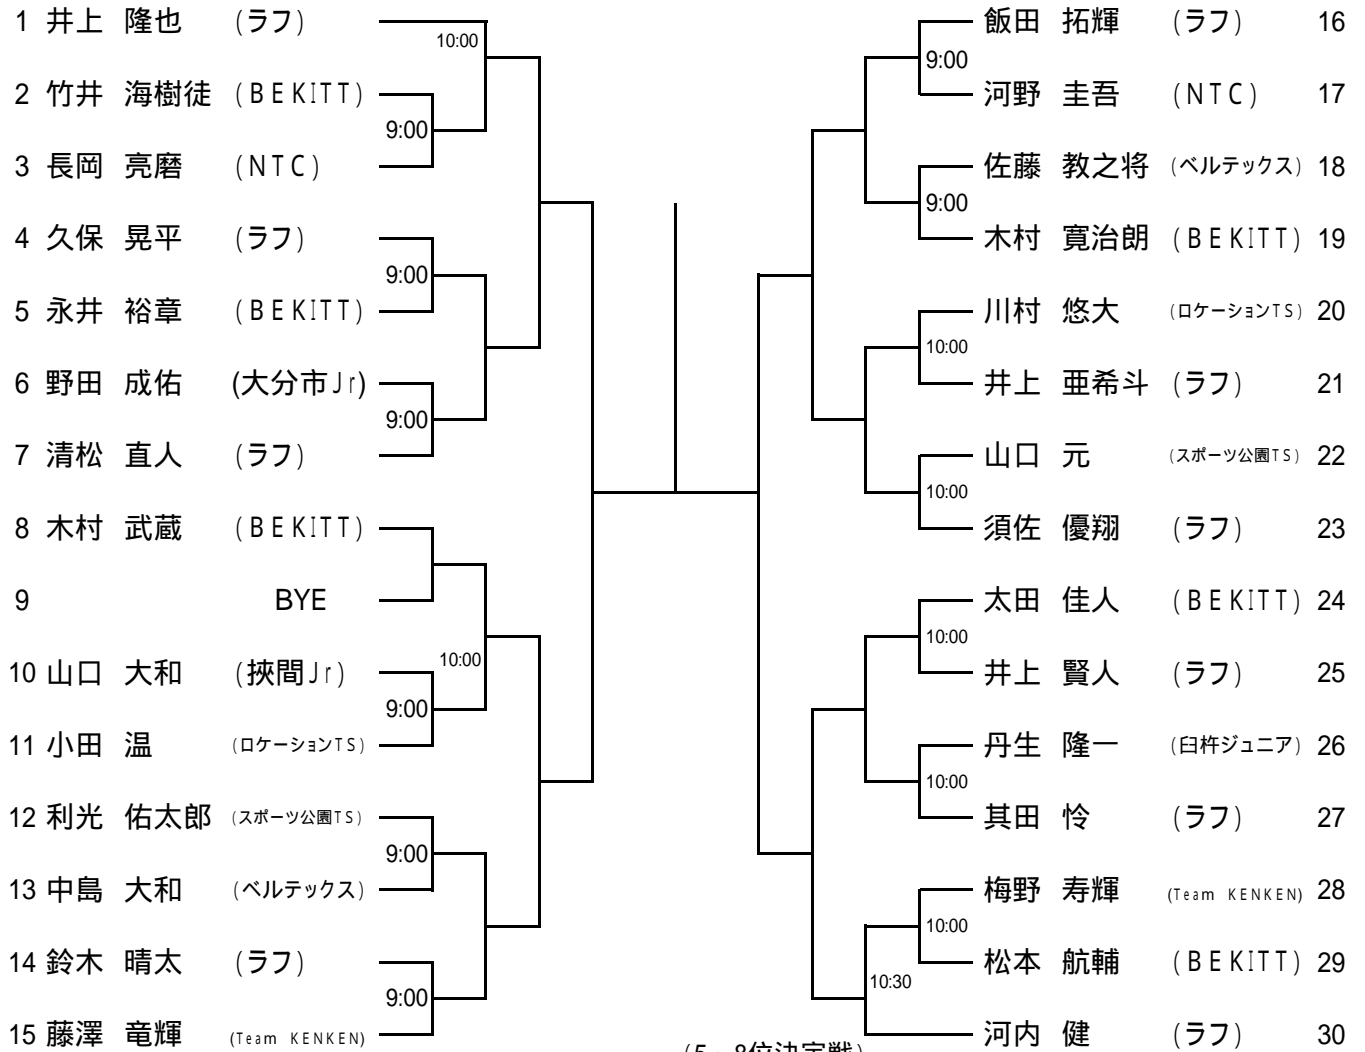 1 井上 隆也 (ラフ)
10:00
2 竹井 海樹徒 (BEKITT)
9:00
3 長岡 亮磨 (NTC)
4 久保 晃平 (ラフ)
9:00
5 永井 裕章 (BEKITT)
6 野田 成佑 (大分市Jr)
9:00
7 清松 直人 (ラフ)
8 木村 武蔵 (BEKITT)
9 BYE
10:00
10 山口 大和 (挾間Jr)
9:00
11 小田 温 (ロケーションTS)
12 利光 佑太郎 (スポーツ公園TS)
9:00
13 中島 大和 (ベルテックス)
14 鈴木 晴太 (ラフ)
9:00
15 藤澤 竜輝 (Team KENKEN)
飯田 拓輝 (ラフ) 16
9:00
河野 圭吾 (NTC) 17
佐藤 教之将 (ベルテックス) 18
9:00
木村 寛治朗 (BEKITT) 19
川村 悠大 (ロケーションTS) 20
10:00
井上 亜希斗 (ラフ) 21
山口 元 (スポーツ公園TS) 22
10:00
須佐 優翔 (ラフ) 23
太田 佳人 (BEKITT) 24
10:00
井上 賢人 (ラフ) 25
丹生 隆一 (臼杵ジュニア) 26
10:00
其田 怜 (ラフ) 27
梅野 寿輝 (Team KENKEN) 28
10:00
松本 航輔 (BEKITT) 29
10:30
河内 健 (ラフ) 30
(5~8位決定戦)